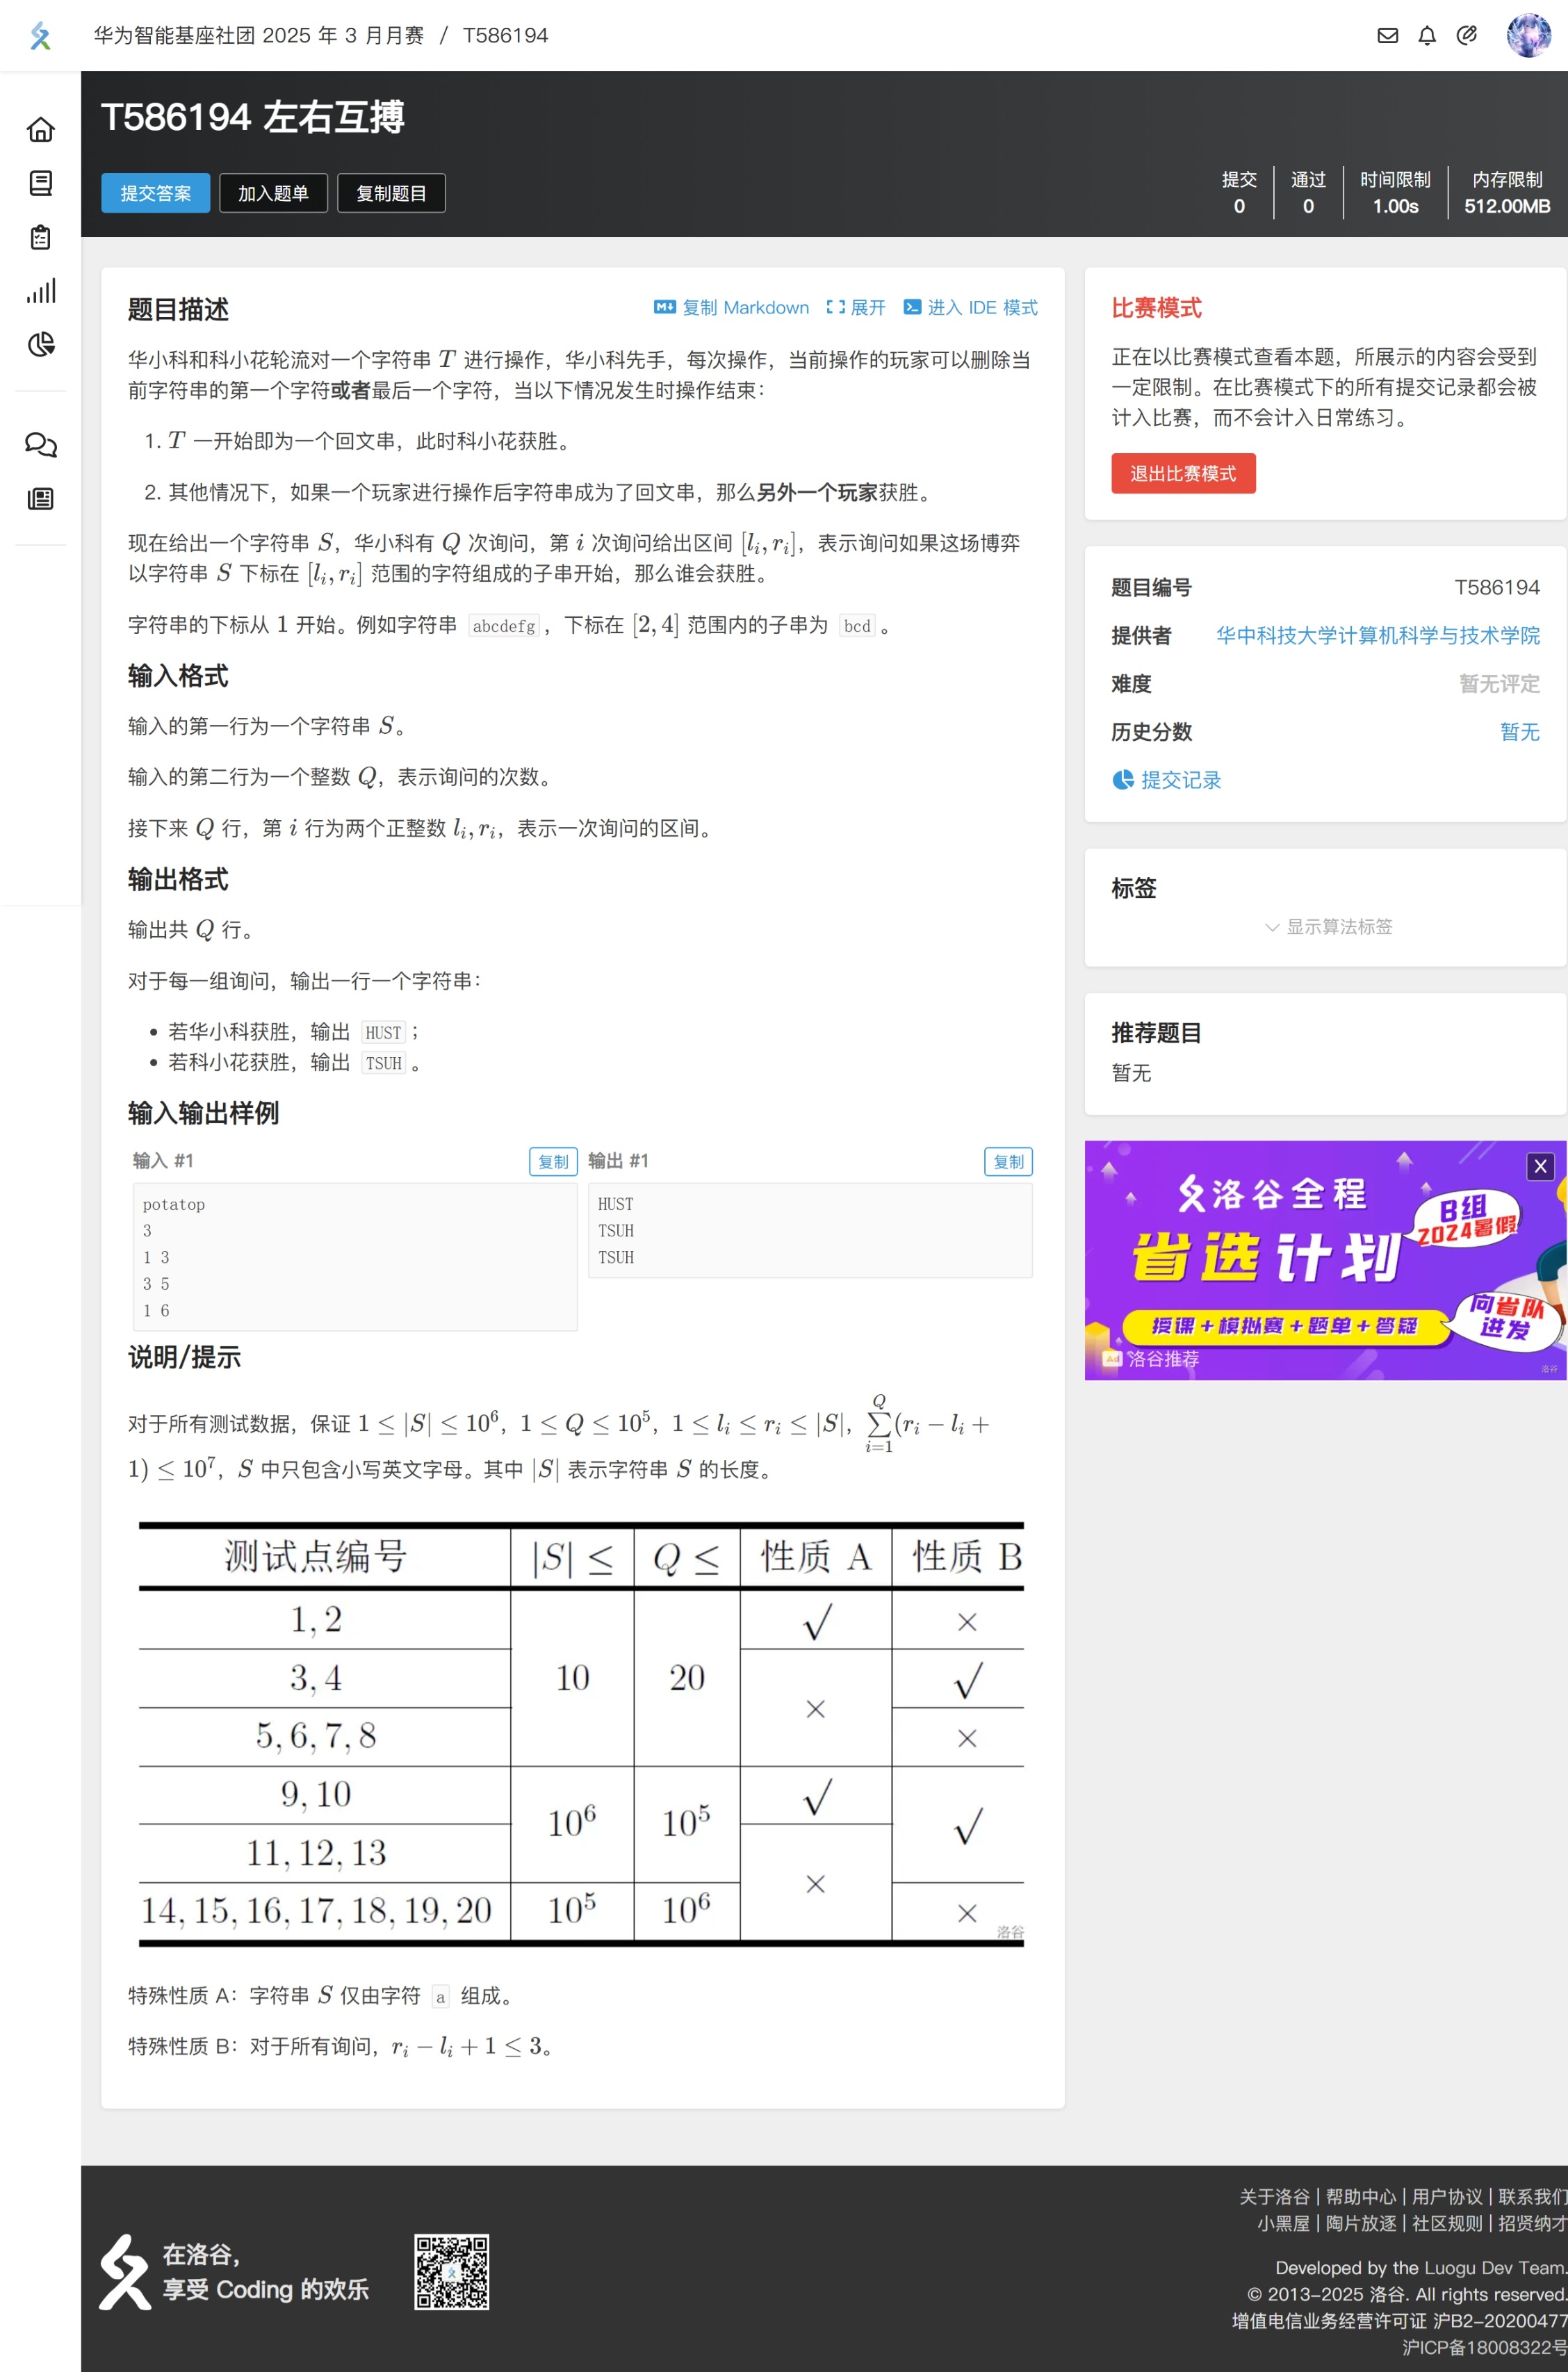 华为智能基座社团 2025 年 3 月月赛 / T586194
T586194 左右互搏
提交答案 加入题单 复制题目
提交 通过 时间限制 内存限制
0 0 1.00s 512.00MB
题目描述
复制 Markdown 展开 进入 IDE 模式
华小科和科小花轮流对一个字符串 T 进行操作，华小科先手，每次操作，当前操作的玩家可以删除当
前字符串的第一个字符或者最后一个字符，当以下情况发生时操作结束：
1. T 一开始即为一个回文串，此时科小花获胜。
2. 其他情况下，如果一个玩家进行操作后字符串成为了回文串，那么另外一个玩家获胜。
现在给出一个字符串 S，华小科有 Q 次询问，第 i 次询问给出区间 [l_i, r_i]，表示询问如果这场博弈
以字符串 S 下标在 [l_i, r_i] 范围的字符组成的子串开始，那么谁会获胜。
字符串的下标从 1 开始。例如字符串 abcdefg，下标在 [2, 4] 范围内的子串为 bcd。
输入格式
输入的第一行为一个字符串 S。
输入的第二行为一个整数 Q，表示询问的次数。
接下来 Q 行，第 i 行为两个正整数 l_i, r_i，表示一次询问的区间。
输出格式
输出共 Q 行。
对于每一组询问，输出一行一个字符串：
• 若华小科获胜，输出 HUST；
• 若科小花获胜，输出 TSUH。
输入输出样例
输入 #1 复制
potatop
3
1 3
3 5
1 6
输出 #1 复制
HUST
TSUH
TSUH
说明/提示
对于所有测试数据，保证 1 ≤ |S| ≤ 10^6，1 ≤ Q ≤ 10^5，1 ≤ l_i ≤ r_i ≤ |S|，∑_{i=1}^{Q}(r_i − l_i +
1) ≤ 10^7，S 中只包含小写英文字母。其中 |S| 表示字符串 S 的长度。
测试点编号 |S| ≤ Q ≤ 性质 A 性质 B
1, 2 √ ×
3, 4 10 20 × √
5, 6, 7, 8 ×
9, 10 10^6 10^5 √ √
11, 12, 13 ×
14, 15, 16, 17, 18, 19, 20 10^5 10^6 ×
洛谷
特殊性质 A：字符串 S 仅由字符 a 组成。
特殊性质 B：对于所有询问，r_i − l_i + 1 ≤ 3。
比赛模式
正在以比赛模式查看本题，所展示的内容会受到
一定限制。在比赛模式下的所有提交记录都会被
计入比赛，而不会计入日常练习。
退出比赛模式
题目编号 T586194
提供者 华中科技大学计算机科学与技术学院
难度 暂无评定
历史分数 暂无
提交记录
标签
显示算法标签
推荐题目
暂无
X
洛谷全程
B组
2024暑假
省选计划
向省队
进发
授课+模拟赛+题单+答疑
Ad 洛谷推荐
洛谷
在洛谷，
享受 Coding 的欢乐
关于洛谷 | 帮助中心 | 用户协议 | 联系我们
小黑屋 | 陶片放逐 | 社区规则 | 招贤纳才
Developed by the Luogu Dev Team.
© 2013–2025 洛谷. All rights reserved.
增值电信业务经营许可证 沪B2-20200477
沪ICP备18008322号